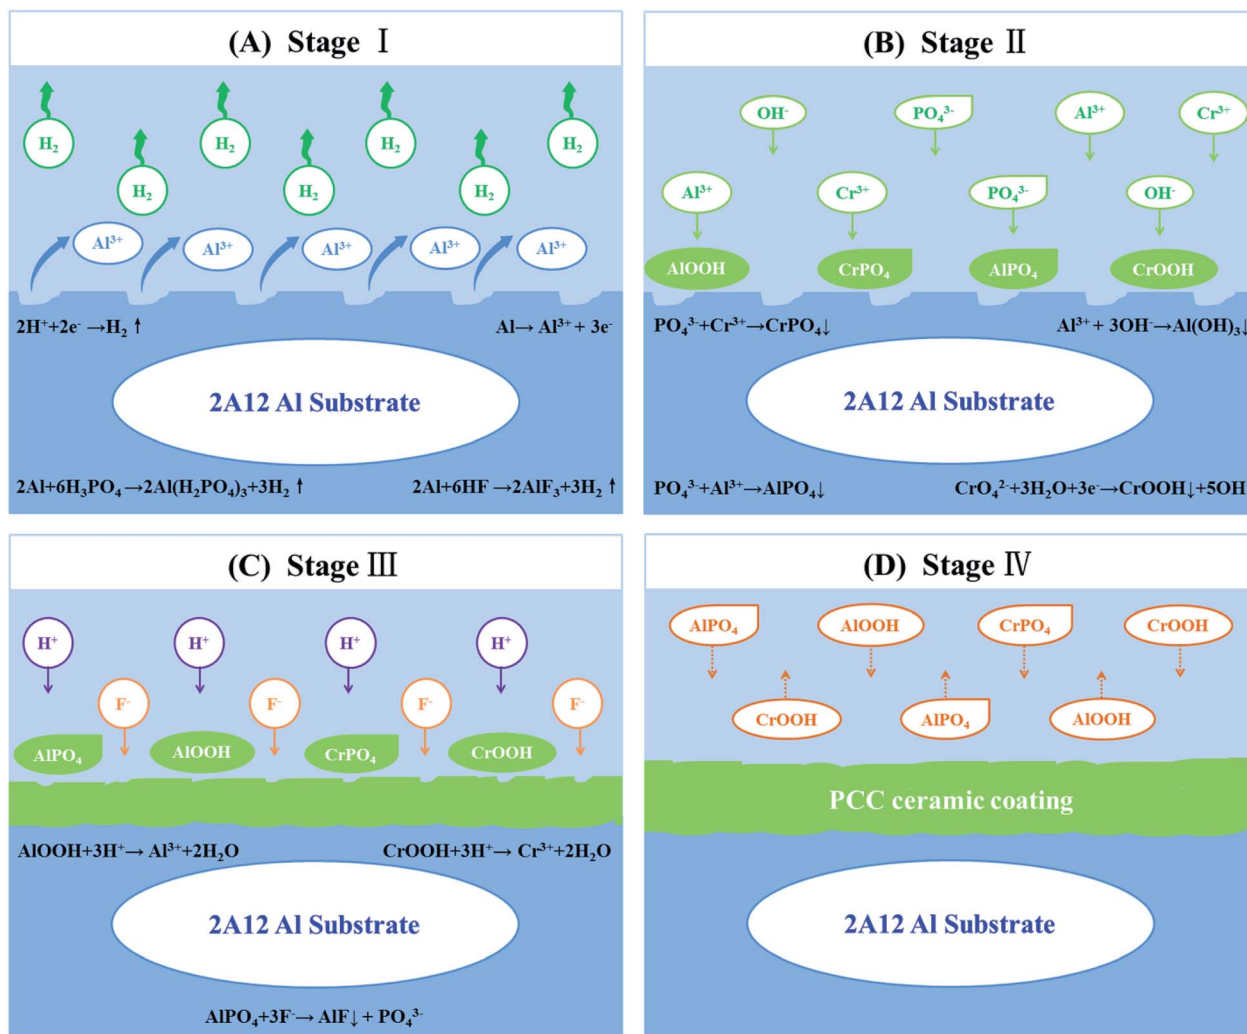 (A) Stage Ⅰ
H₂ H₂ H₂ H₂
H₂ H₂ H₂
Al³⁺ Al³⁺ Al³⁺ Al³⁺ Al³⁺
2H⁺+2e⁻ →H₂ ↑ Al→ Al³⁺ + 3e⁻
2A12 Al Substrate
2Al+6H₃PO₄→2Al(H₂PO₄)₃+3H₂ ↑ 2Al+6HF →2AlF₃+3H₂ ↑
(B) Stage Ⅱ
OH⁻ PO₄³⁻ Al³⁺ Cr³⁺
Al³⁺ Cr³⁺ PO₄³⁻ OH⁻
AlOOH CrPO₄ AlPO₄ CrOOH
PO₄³⁻+Cr³⁺→CrPO₄↓ Al³⁺ + 3OH⁻→Al(OH)₃↓
2A12 Al Substrate
PO₄³⁻+Al³⁺→AlPO₄↓ CrO₄²⁻+3H₂O+3e⁻→CrOOH↓+5OH⁻
(C) Stage Ⅲ
H⁺ H⁺ H⁺ H⁺
F⁻ F⁻ F⁻ F⁻
AlPO₄ AlOOH CrPO₄ CrOOH
AlOOH+3H⁺→ Al³⁺+2H₂O CrOOH+3H⁺→ Cr³⁺+2H₂O
2A12 Al Substrate
AlPO₄+3F⁻→ AlF↓ + PO₄³⁻
(D) Stage Ⅳ
AlPO₄ AlOOH CrPO₄ CrOOH
CrOOH AlPO₄ AlOOH
PCC ceramic coating
2A12 Al Substrate